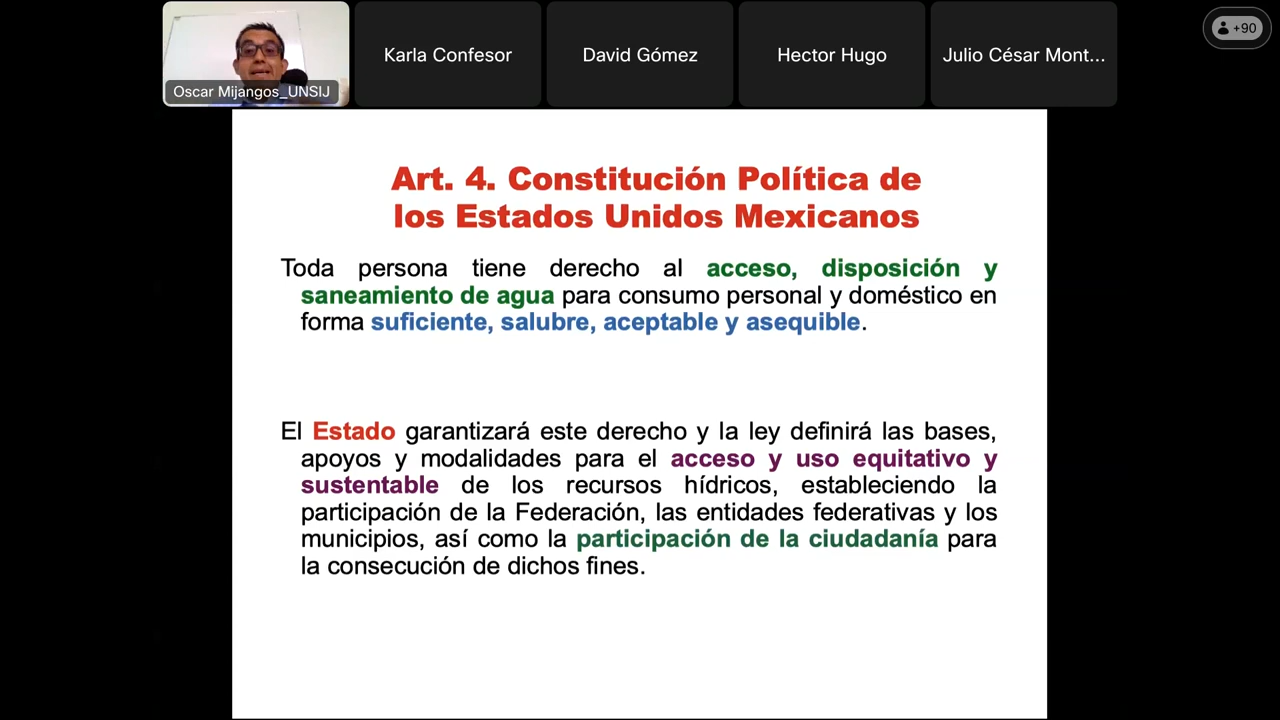 Oscar Mijangos_UNSIJ
Karla Confesor
David Gómez
Hector Hugo
Julio César Mont...
+90
Art. 4. Constitución Política de
los Estados Unidos Mexicanos
Toda persona tiene derecho al acceso, disposición y
saneamiento de agua para consumo personal y doméstico en
forma suficiente, salubre, aceptable y asequible.
El Estado garantizará este derecho y la ley definirá las bases,
apoyos y modalidades para el acceso y uso equitativo y
sustentable de los recursos hídricos, estableciendo la
participación de la Federación, las entidades federativas y los
municipios, así como la participación de la ciudadanía para
la consecución de dichos fines.